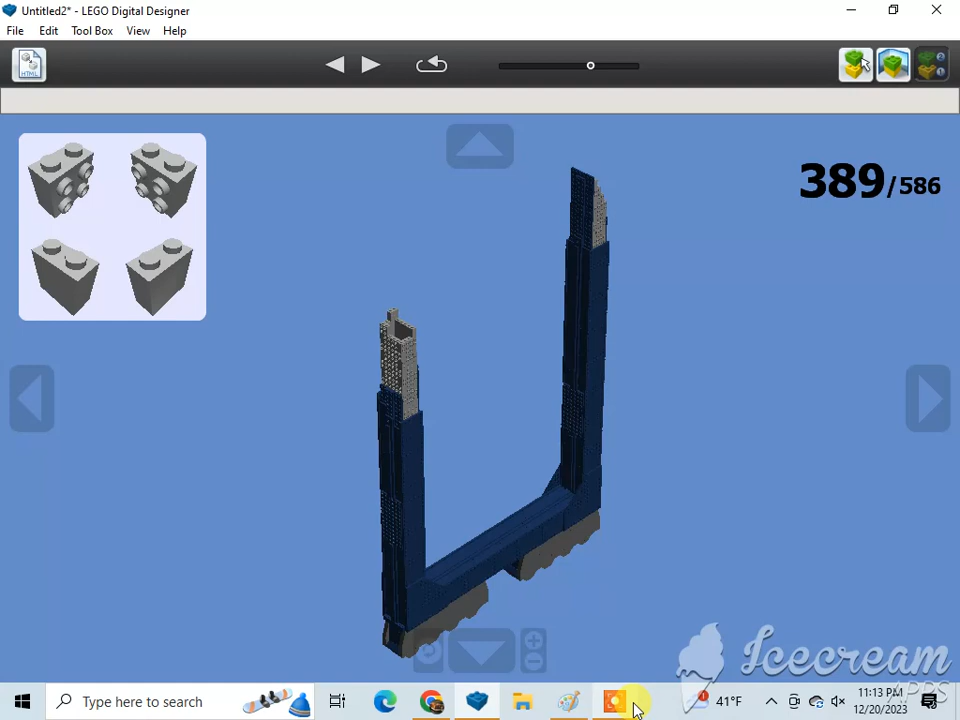 Untitled2* - LEGO Digital Designer
File Edit Tool Box View Help
HTML
389/586
Icecream
APPS
Type here to search
41°F
11:13 PM
12/20/2023